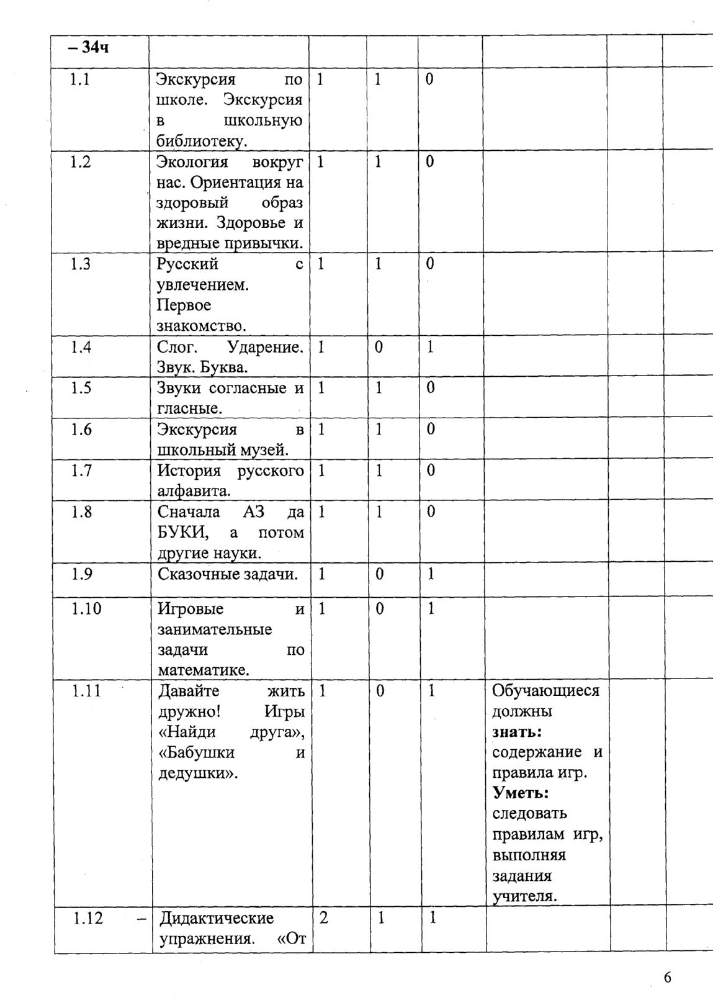 – 34ч
1.1 Экскурсия по 1 1 0
школе. Экскурсия
в школьную
библиотеку.
1.2 Экология вокруг 1 1 0
нас. Ориентация на
здоровый образ
жизни. Здоровье и
вредные привычки.
1.3 Русский с 1 1 0
увлечением.
Первое
знакомство.
1.4 Слог. Ударение. 1 0 1
Звук. Буква.
1.5 Звуки согласные и 1 1 0
гласные.
1.6 Экскурсия в 1 1 0
школьный музей.
1.7 История русского 1 1 0
алфавита.
1.8 Сначала АЗ да 1 1 0
БУКИ, а потом
другие науки.
1.9 Сказочные задачи. 1 0 1
1.10 Игровые и 1 0 1
занимательные
задачи по
математике.
1.11 Давайте жить 1 0 1 Обучающиеся
дружно! Игры должны
«Найди друга», знать:
«Бабушки и содержание и
дедушки». правила игр.
Уметь:
следовать
правилам игр,
выполняя
задания
учителя.
1.12 – Дидактические 2 1 1
упражнения. «От
6